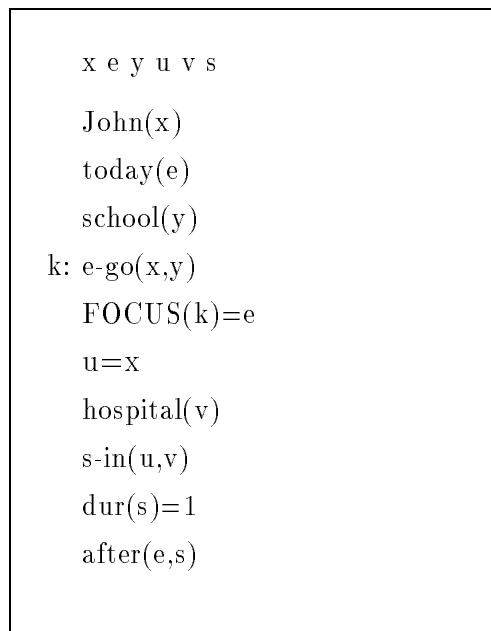 x e y u v s
John(x)
today(e)
school(y)
k: e-go(x,y)
FOCUS(k)=e
u=x
hospital(v)
s-in(u,v)
dur(s)=1
after(e,s)